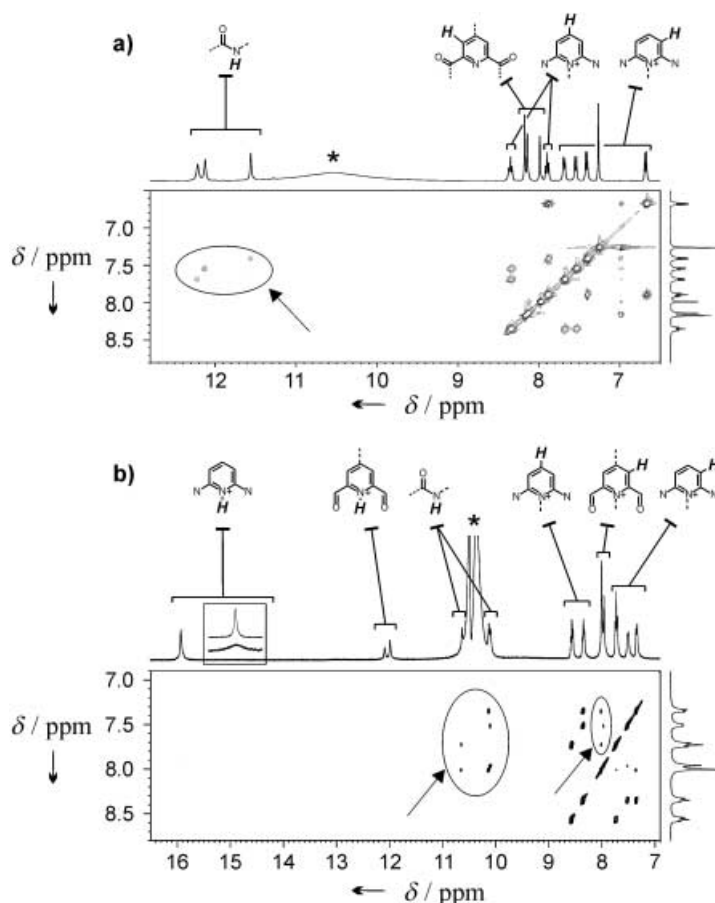 a)
O
N
H
*
H
O
N
O
H
N
N+
N
H
N
N+
N
7.0
7.5
8.0
8.5
δ / ppm
12
11
10
9
8
7
δ / ppm
b)
N
N+
N
H
O
N+
H
O
O
N
H
*
H
N
N+
N
H
O
N+
O
H
N
N+
N
7.0
7.5
8.0
8.5
δ / ppm
16
15
14
13
12
11
10
9
8
7
δ / ppm